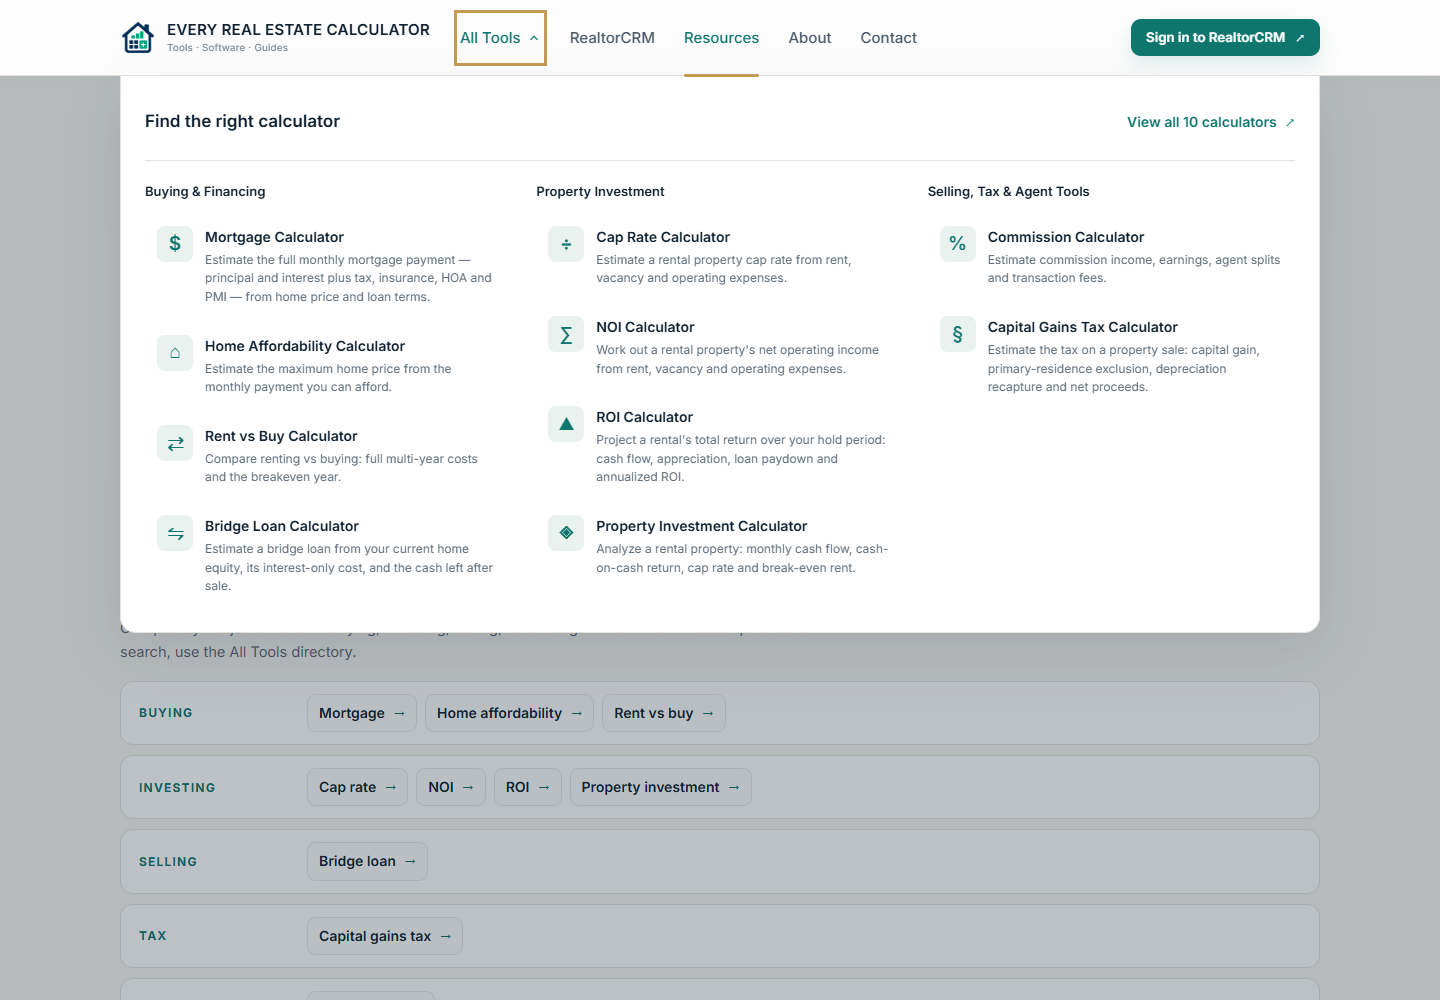 EVERY REAL ESTATE CALCULATOR
Tools · Software · Guides
All Tools
RealtorCRM
Resources
About
Contact
Sign in to RealtorCRM ↗
Find the right calculator
View all 10 calculators ↗
Buying & Financing
$
Mortgage Calculator
Estimate the full monthly mortgage payment —
principal and interest plus tax, insurance, HOA and
PMI — from home price and loan terms.
Home Affordability Calculator
Estimate the maximum home price from the
monthly payment you can afford.
Rent vs Buy Calculator
Compare renting vs buying: full multi-year costs
and the breakeven year.
Bridge Loan Calculator
Estimate a bridge loan from your current home
equity, its interest-only cost, and the cash left after
sale.
Property Investment
÷
Cap Rate Calculator
Estimate a rental property cap rate from rent,
vacancy and operating expenses.
∑
NOI Calculator
Work out a rental property's net operating income
from rent, vacancy and operating expenses.
▲
ROI Calculator
Project a rental's total return over your hold period:
cash flow, appreciation, loan paydown and
annualized ROI.
◈
Property Investment Calculator
Analyze a rental property: monthly cash flow, cash-
on-cash return, cap rate and break-even rent.
Selling, Tax & Agent Tools
%
Commission Calculator
Estimate commission income, earnings, agent splits
and transaction fees.
§
Capital Gains Tax Calculator
Estimate the tax on a property sale: capital gain,
primary-residence exclusion, depreciation
recapture and net proceeds.
search, use the All Tools directory.
BUYING
Mortgage →
Home affordability →
Rent vs buy →
INVESTING
Cap rate →
NOI →
ROI →
Property investment →
SELLING
Bridge loan →
TAX
Capital gains tax →